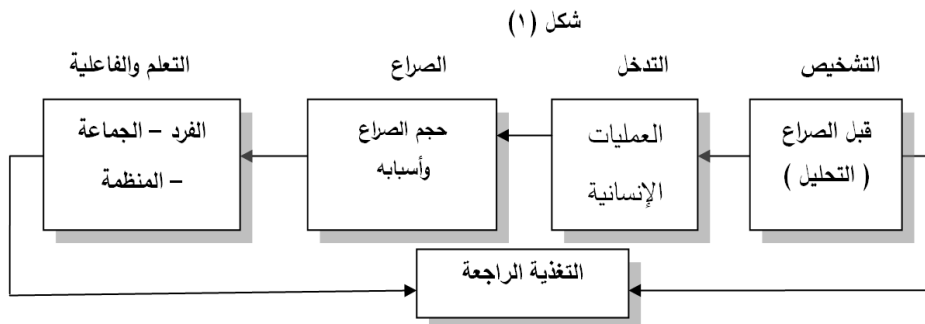 شكل (١)
التشخيص
التدخل
الصراع
التعلم والفاعلية
قبل الصراع
( التحليل )
العمليات
الإنسانية
حجم الصراع
وأسبابه
الفرد – الجماعة
– المنظمة
التغذية الراجعة